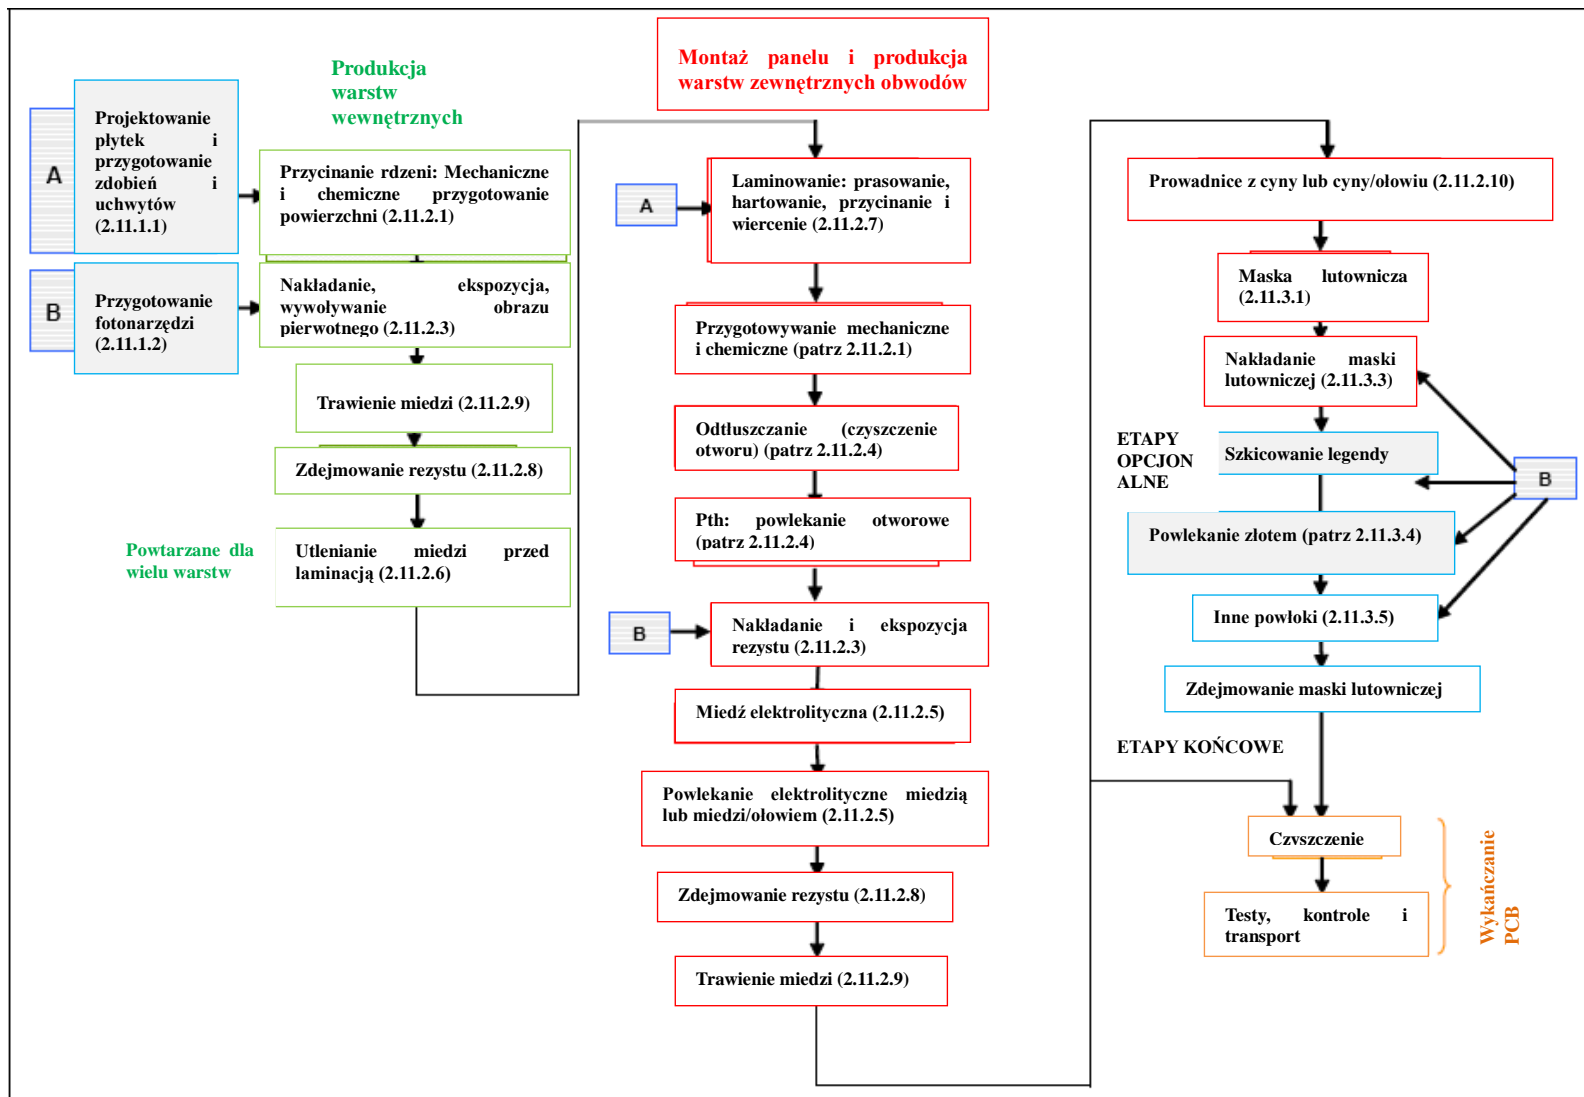 Montaż panelu i produkcja
warstw zewnętrznych obwodów
Produkcja
warstw
wewnętrznych
A
Projektowanie
płytek i
przygotowanie
zdobień i
uchwytów
(2.11.1.1)
B
Przygotowanie
fotonarzędzi
(2.11.1.2)
Przycinanie rdzeni: Mechaniczne
i chemiczne przygotowanie
powierzchni (2.11.2.1)
Nakładanie, ekspozycja,
wywoływanie obrazu
pierwotnego (2.11.2.3)
Trawienie miedzi (2.11.2.9)
Zdejmowanie rezystu (2.11.2.8)
Powtarzane dla
wielu warstw
Utlenianie miedzi przed
laminacją (2.11.2.6)
A
Laminowanie: prasowanie,
hartowanie, przycinanie i
wiercenie (2.11.2.7)
Przygotowywanie mechaniczne
i chemiczne (patrz 2.11.2.1)
Odtłuszczanie (czyszczenie
otworu) (patrz 2.11.2.4)
Pth: powlekanie otworowe
(patrz 2.11.2.4)
B
Nakładanie i ekspozycja
rezystu (2.11.2.3)
Miedź elektrolityczna (2.11.2.5)
Powlekanie elektrolityczne miedzią
lub miedzi/ołowiem (2.11.2.5)
Zdejmowanie rezystu (2.11.2.8)
Trawienie miedzi (2.11.2.9)
Prowadnice z cyny lub cyny/ołowiu (2.11.2.10)
Maska lutownicza
(2.11.3.1)
Nakładanie maski
lutowniczej (2.11.3.3)
ETAPY
OPCJON
ALNE
Szkicowanie legendy
B
Powlekanie złotem (patrz 2.11.3.4)
Inne powłoki (2.11.3.5)
Zdejmowanie maski lutowniczej
ETAPY KOŃCOWE
Czyszczenie
Testy, kontrole i
transport
Wykańczanie
PCB